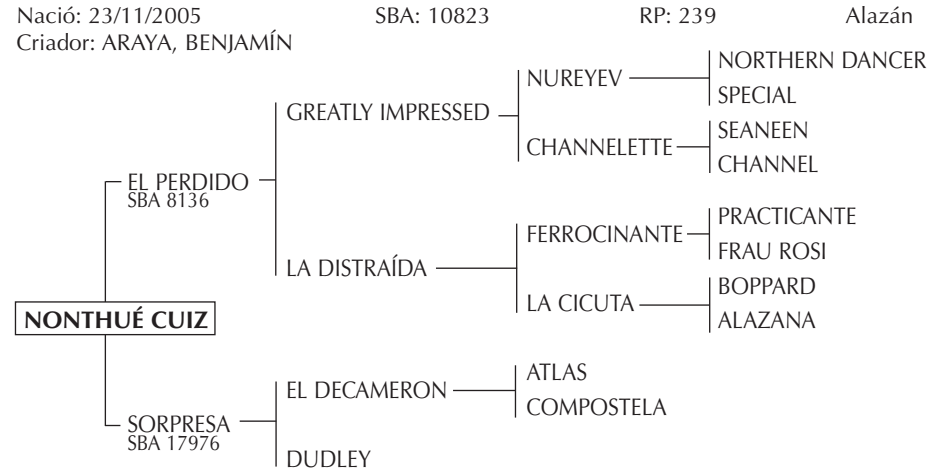 Nació: 23/11/2005 SBA: 10823 RP: 239 Alazán
Criador: ARAYA, BENJAMÍN
NORTHERN DANCER
NUREYEV
SPECIAL
GREATLY IMPRESSED
SEANEEN
CHANNELETTE
CHANNEL
EL PERDIDO
SBA 8136
PRACTICANTE
FERROCINANTE
FRAU ROSI
LA DISTRAÍDA
BOPPARD
LA CICUTA
ALAZANA
NONTHUÉ CUIZ
ATLAS
EL DECAMERON
COMPOSTELA
SORPRESA
SBA 17976
DUDLEY